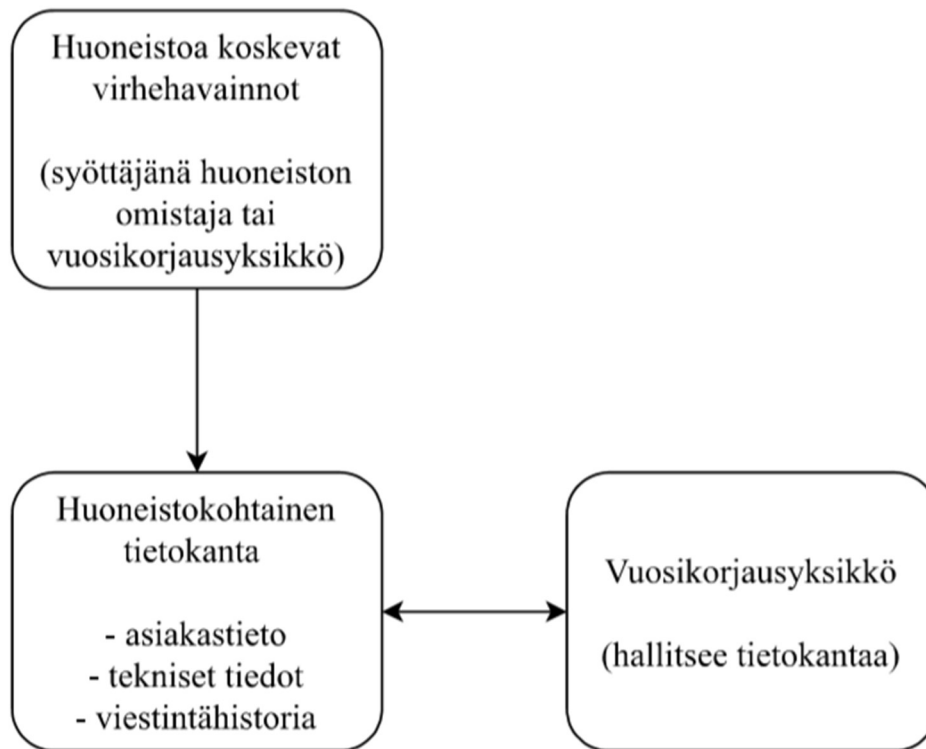 Huoneistoa koskevat
virhehavainnot
(syöttäjänä huoneiston
omistaja tai
vuosikorjausyksikkö)
Huoneistokohtainen
tietokanta
- asiakastieto
- tekniset tiedot
- viestintähistoria
Vuosikorjausyksikkö
(hallitsee tietokantaa)